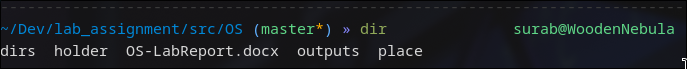 ~/Dev/lab_assignment/src/OS (master*) » dir surab@WoodenNebula
dirs holder OS-LabReport.docx outputs place